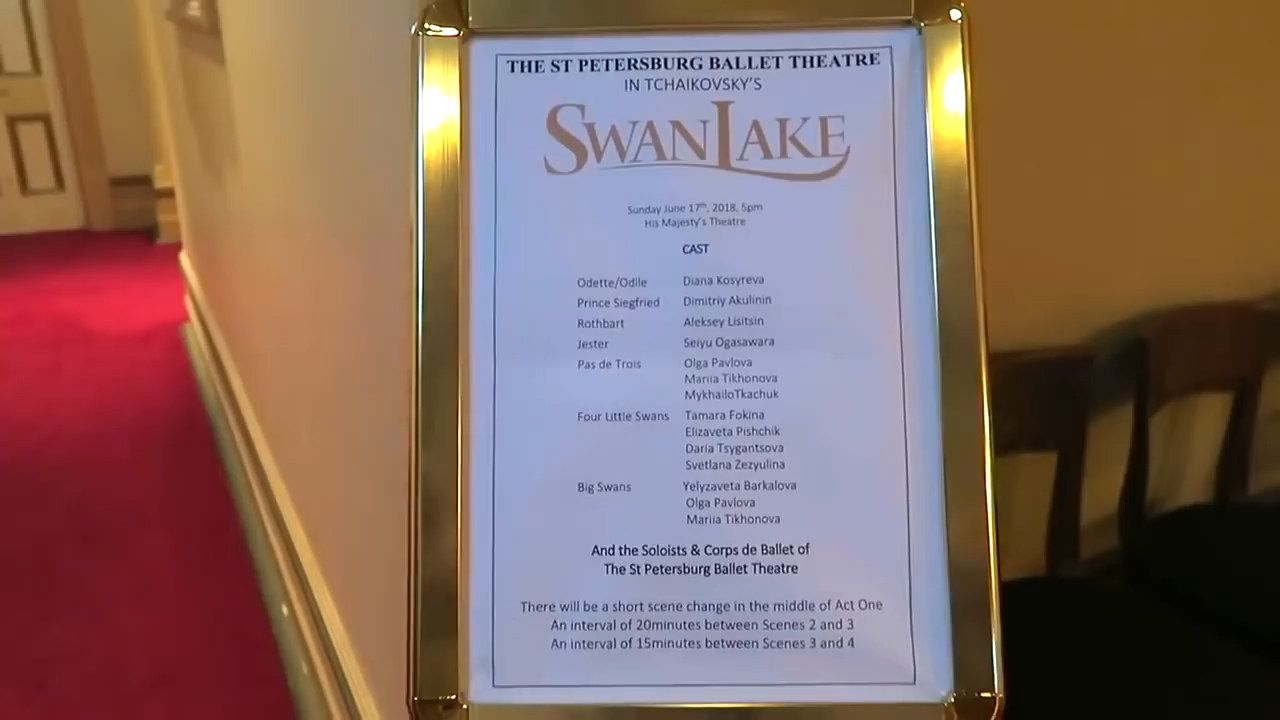 THE ST PETERSBURG BALLET THEATRE
IN TCHAIKOVSKY'S
SWAN LAKE
Sunday June 17th, 2018, 5pm
His Majesty's Theatre
CAST
Odette/Odile Diana Kosyreva
Prince Siegfried Dimitriy Akulinin
Rothbart Aleksey Lisitsin
Jester Seiyu Ogasawara
Pas de Trois Olga Pavlova
Mariia Tikhonova
MykhailoTkachuk
Four Little Swans Tamara Fokina
Elizaveta Pishchik
Daria Tsygantsova
Svetlana Zezyulina
Big Swans Yelyzaveta Barkalova
Olga Pavlova
Mariia Tikhonova
And the Soloists & Corps de Ballet of
The St Petersburg Ballet Theatre
There will be a short scene change in the middle of Act One
An interval of 20minutes between Scenes 2 and 3
An interval of 15minutes between Scenes 3 and 4